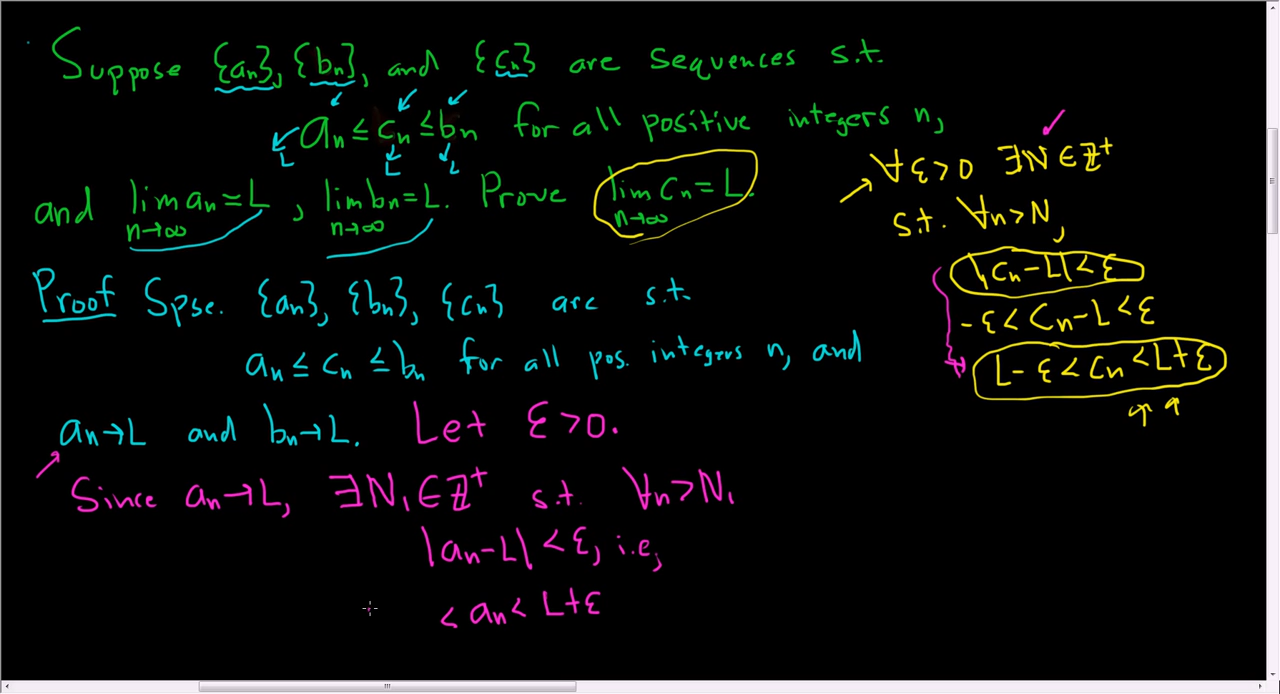 Suppose {aₙ}, {bₙ}, and {cₙ} are sequences s.t.
aₙ ≤ cₙ ≤ bₙ for all positive integers n,
L L L
and lim aₙ = L, lim bₙ = L. Prove lim cₙ = L.
n→∞ n→∞ n→∞
∀ε>0 ∃N∈ℤ⁺
s.t. ∀n>N,
|cₙ-L|<ε
-ε<cₙ-L<ε
L-ε<cₙ<L+ε
Proof Spse. {aₙ}, {bₙ}, {cₙ} are s.t.
aₙ ≤ cₙ ≤ bₙ for all pos. integers n, and
aₙ→L and bₙ→L. Let ε>0.
Since aₙ→L, ∃N₁∈ℤ⁺ s.t. ∀n>N₁
|aₙ-L|<ε, i.e,
<aₙ<L+ε